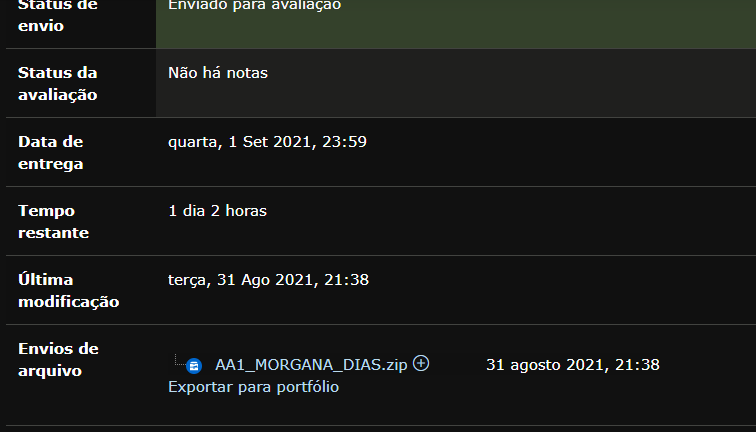 Status de Enviado para avaliação
envio
Status da Não há notas
avaliação
Data de quarta, 1 Set 2021, 23:59
entrega
Tempo 1 dia 2 horas
restante
Última terça, 31 Ago 2021, 21:38
modificação
Envios de
arquivo
AA1_MORGANA_DIAS.zip 31 agosto 2021, 21:38
Exportar para portfólio